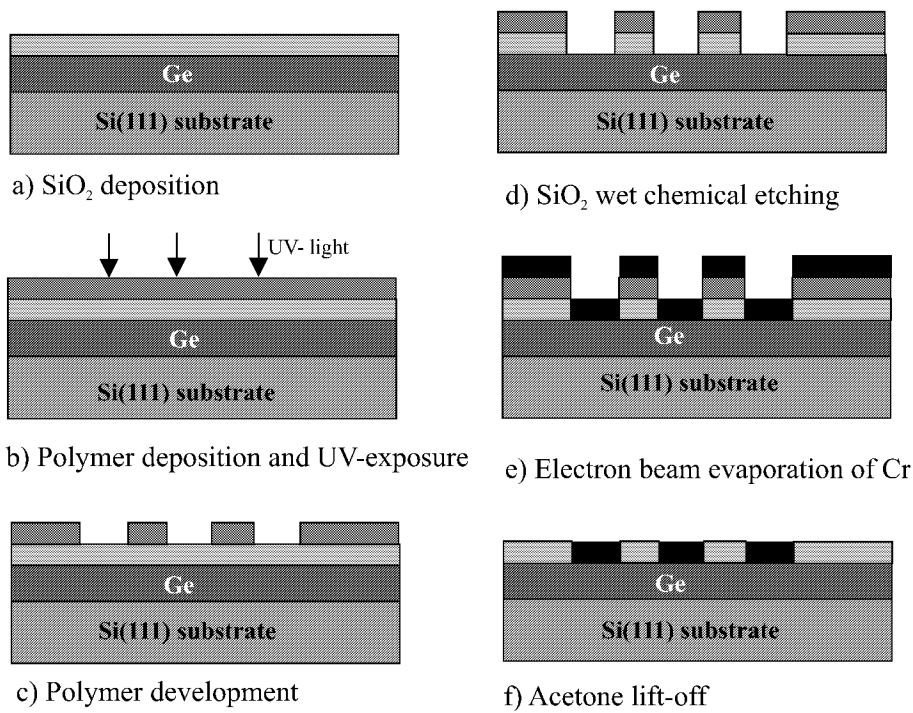 Ge
Si(111) substrate
a) SiO₂ deposition
UV- light
Ge
Si(111) substrate
b) Polymer deposition and UV-exposure
Ge
Si(111) substrate
c) Polymer development
Ge
Si(111) substrate
d) SiO₂ wet chemical etching
Ge
Si(111) substrate
e) Electron beam evaporation of Cr
Ge
Si(111) substrate
f) Acetone lift-off